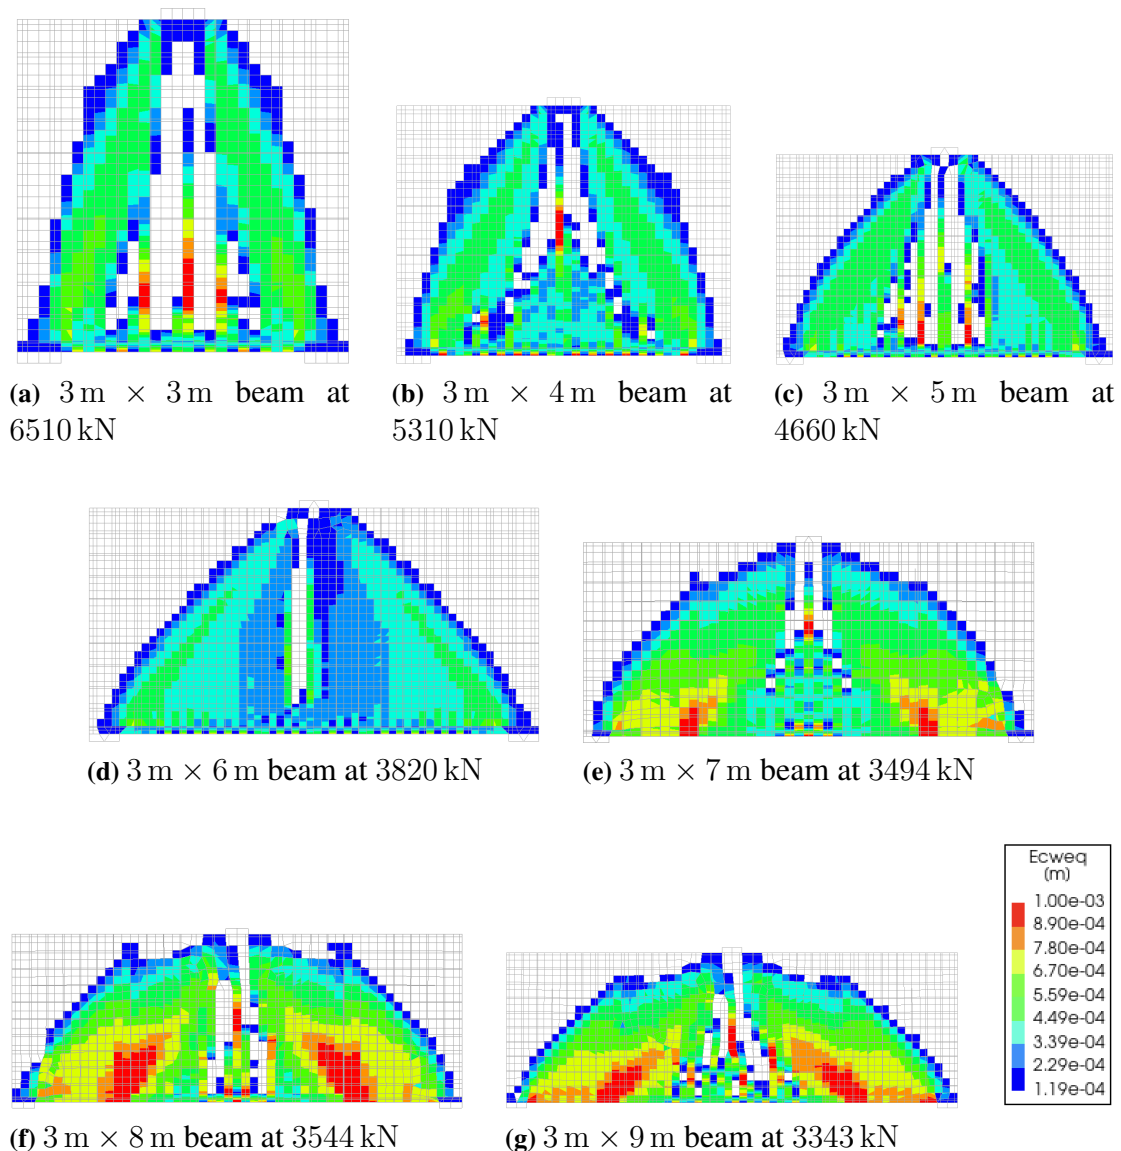 (a) 3 m × 3 m beam at
6510 kN
(b) 3 m × 4 m beam at
5310 kN
(c) 3 m × 5 m beam at
4660 kN
(d) 3 m × 6 m beam at 3820 kN
(e) 3 m × 7 m beam at 3494 kN
Ecweq
(m)
1.00e-03
8.90e-04
7.80e-04
6.70e-04
5.59e-04
4.49e-04
3.39e-04
2.29e-04
1.19e-04
(f) 3 m × 8 m beam at 3544 kN
(g) 3 m × 9 m beam at 3343 kN